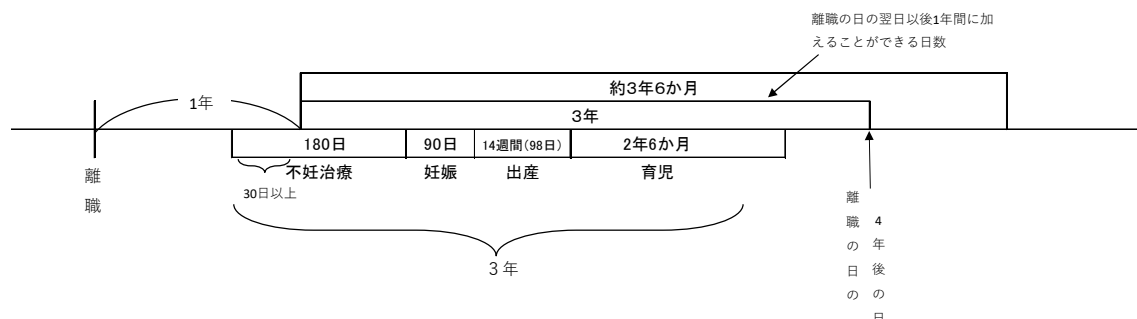 離職の日の翌日以後1年間に加
えることができる日数
約3年6か月
1年
3年
180日
90日
14週間(98日)
2年6か月
不妊治療
妊娠
出産
育児
30日以上
離職
離職の日の
4年後の日
3年